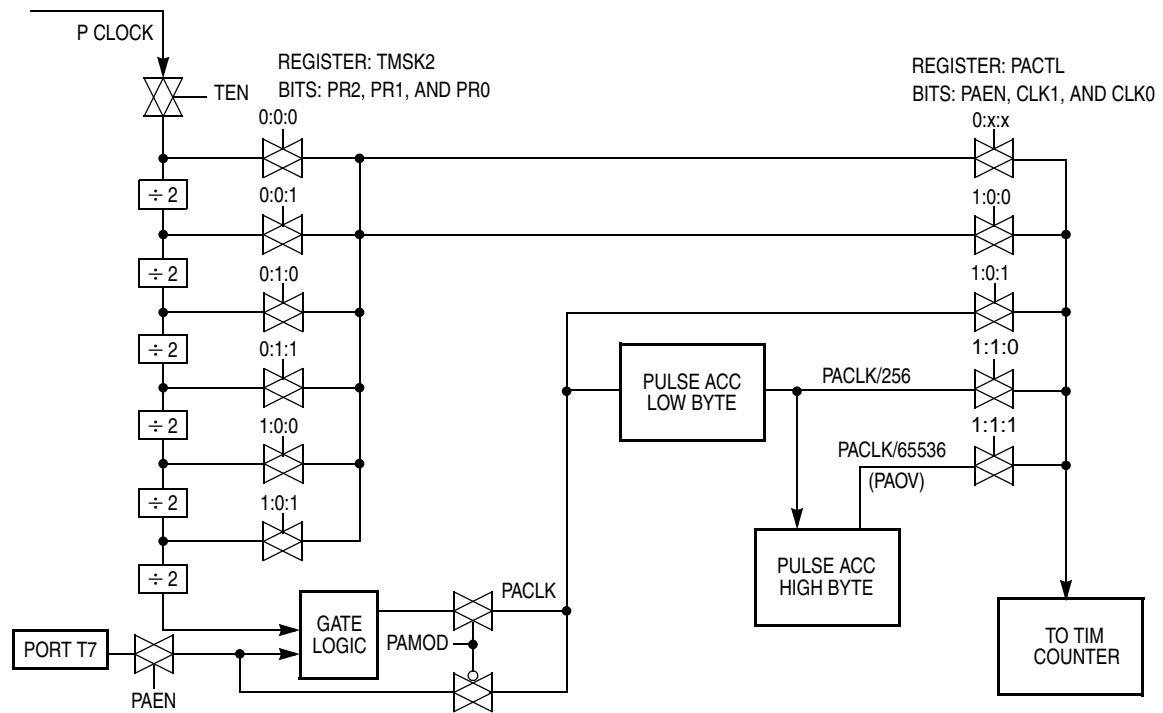 P CLOCK
REGISTER: TMSK2
BITS: PR2, PR1, AND PR0
REGISTER: PACTL
BITS: PAEN, CLK1, AND CLK0
TEN
0:0:0
0:x:x
÷ 2
0:0:1
1:0:0
÷ 2
0:1:0
1:0:1
÷ 2
0:1:1
1:1:0
PULSE ACC
LOW BYTE
PACLK/256
÷ 2
1:0:0
1:1:1
PACLK/65536
(PAOV)
÷ 2
1:0:1
÷ 2
PULSE ACC
HIGH BYTE
PACLK
GATE
LOGIC
PAMOD
PORT T7
PAEN
TO TIM
COUNTER